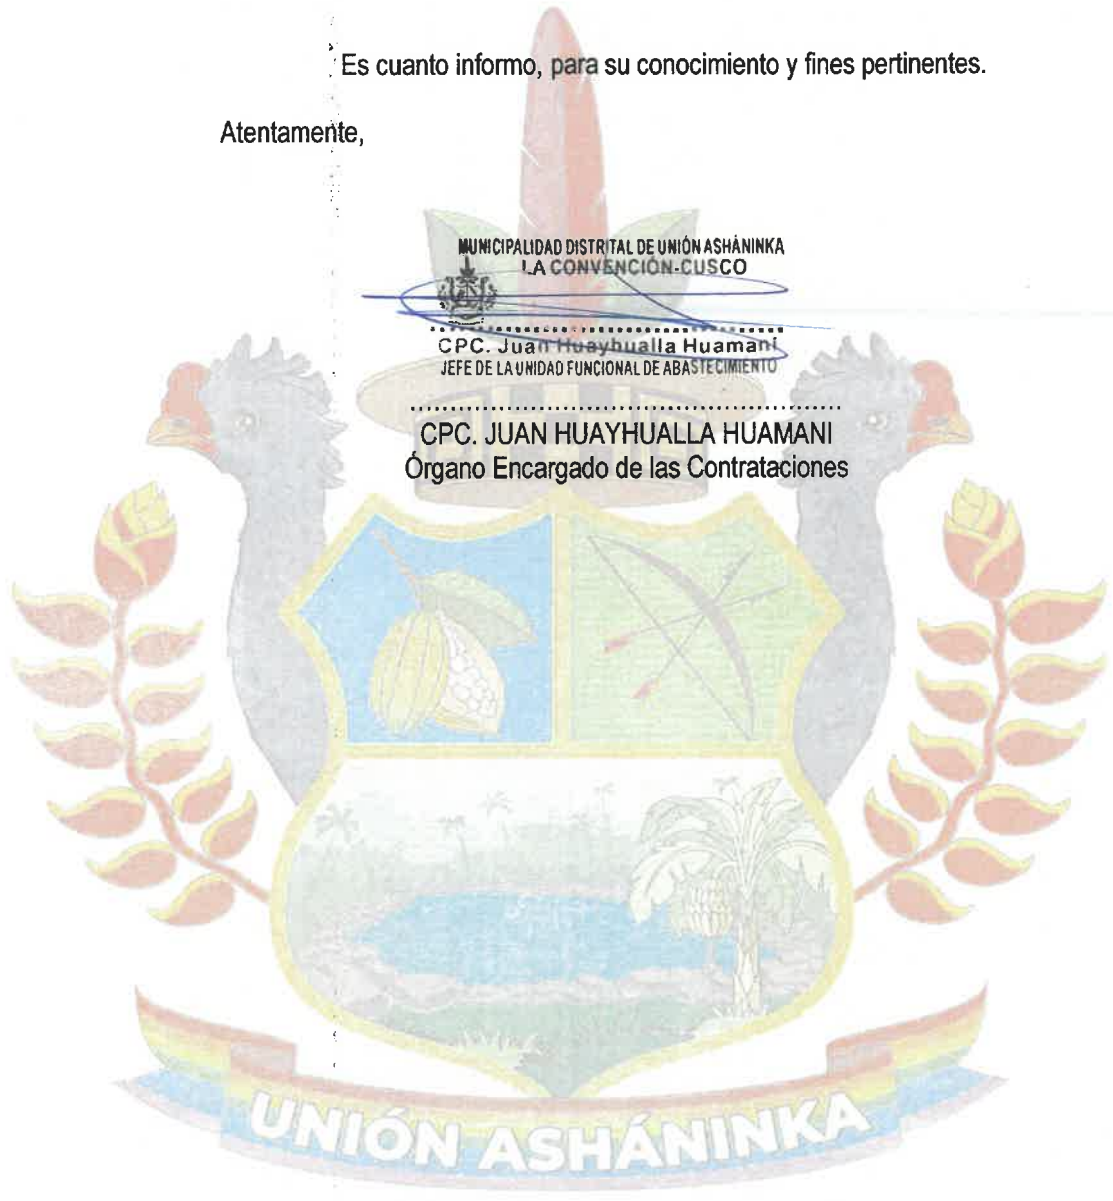 Es cuanto informo, para su conocimiento y fines pertinentes.
Atentamente,
MUNICIPALIDAD DISTRITAL DE UNIÓN ASHÁNINKA
LA CONVENCIÓN-CUSCO
CPC. Juan Huayhualla Huamani
JEFE DE LA UNIDAD FUNCIONAL DE ABASTECIMIENTO
CPC. JUAN HUAYHUALLA HUAMANI
Órgano Encargado de las Contrataciones
UNIÓN ASHÁNINKA